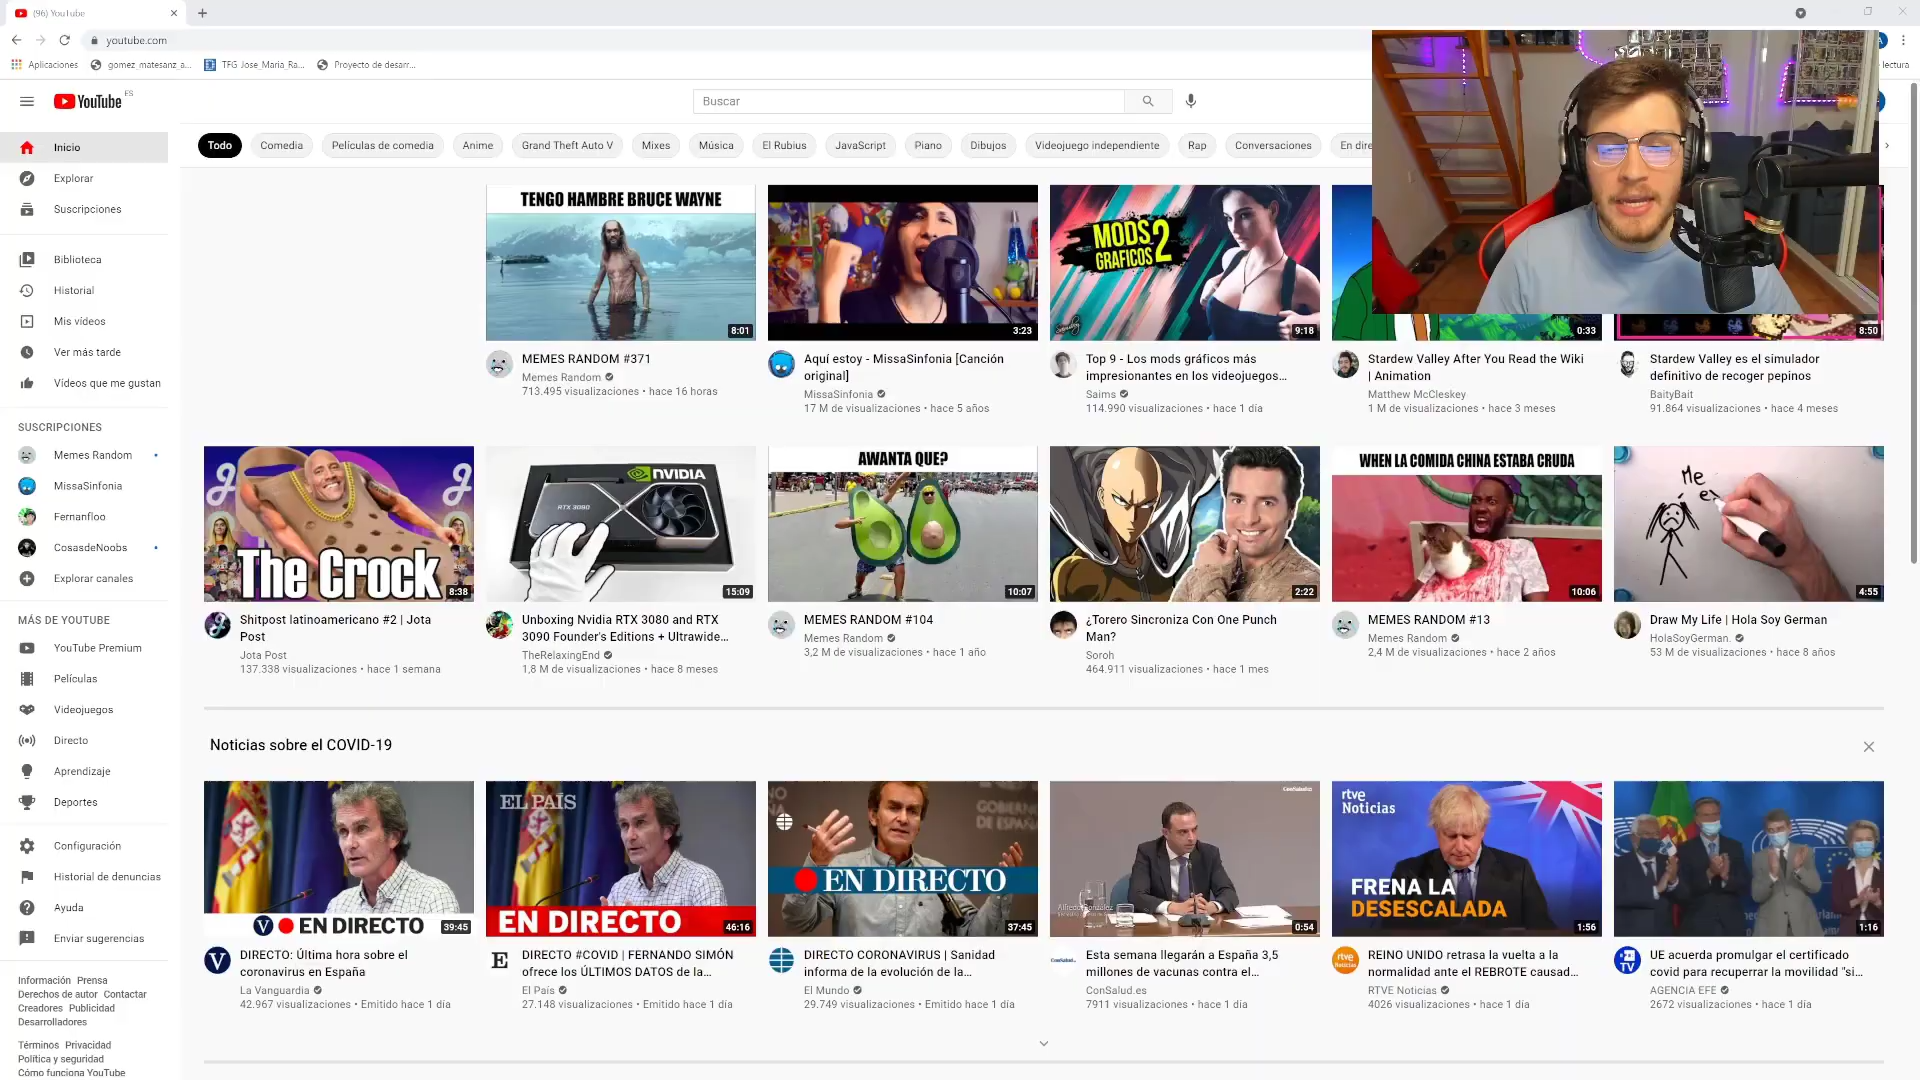 (96) YouTube
youtube.com
Aplicaciones
gomez_matesanz_a...
TFG Jose_Maria_Ra...
Proyecto de desarr...
lectura
YouTube ES
Buscar
Inicio
Explorar
Suscripciones
Biblioteca
Historial
Mis vídeos
Ver más tarde
Vídeos que me gustan
SUSCRIPCIONES
Memes Random
MissaSinfonia
Fernanfloo
CosasdeNoobs
Explorar canales
MÁS DE YOUTUBE
YouTube Premium
Películas
Videojuegos
Directo
Aprendizaje
Deportes
Configuración
Historial de denuncias
Ayuda
Enviar sugerencias
Información Prensa
Derechos de autor Contactar
Creadores Publicidad
Desarrolladores
Términos Privacidad
Política y seguridad
Cómo funciona YouTube
Todo
Comedia
Películas de comedia
Anime
Grand Theft Auto V
Mixes
Música
El Rubius
JavaScript
Piano
Dibujos
Videojuego independiente
Rap
Conversaciones
En dire
TENGO HAMBRE BRUCE WAYNE
8:01
MEMES RANDOM #371
Memes Random
713.495 visualizaciones • hace 16 horas
3:23
Aquí estoy - MissaSinfonia [Canción
original]
MissaSinfonia
17 M de visualizaciones • hace 5 años
MODS 2
GRAFICOS
9:18
Top 9 - Los mods gráficos más
impresionantes en los videojuegos...
Saims
114.990 visualizaciones • hace 1 día
0:33
Stardew Valley After You Read the Wiki
| Animation
Matthew McCleskey
1 M de visualizaciones • hace 3 meses
8:50
Stardew Valley es el simulador
definitivo de recoger pepinos
BaityBait
91.864 visualizaciones • hace 4 meses
The Crock
8:38
Shitpost latinoamericano #2 | Jota
Post
Jota Post
137.338 visualizaciones • hace 1 semana
NVIDIA
RTX 3080
15:09
Unboxing Nvidia RTX 3080 and RTX
3090 Founder's Editions + Ultrawide...
TheRelaxingEnd
1,8 M de visualizaciones • hace 8 meses
AWANTA QUE?
10:07
MEMES RANDOM #104
Memes Random
3,2 M de visualizaciones • hace 1 año
2:22
¿Torero Sincroniza Con One Punch
Man?
Soroh
464.911 visualizaciones • hace 1 mes
WHEN LA COMIDA CHINA ESTABA CRUDA
10:06
MEMES RANDOM #13
Memes Random
2,4 M de visualizaciones • hace 2 años
Me
4:55
Draw My Life | Hola Soy German
HolaSoyGerman.
53 M de visualizaciones • hace 8 años
Noticias sobre el COVID-19
V EN DIRECTO
39:45
DIRECTO: Última hora sobre el
coronavirus en España
La Vanguardia
42.967 visualizaciones • Emitido hace 1 día
EL PAÍS
EN DIRECTO
46:16
DIRECTO #COVID | FERNANDO SIMÓN
ofrece los ÚLTIMOS DATOS de la...
El País
27.148 visualizaciones • Emitido hace 1 día
GOBIERNO
DE ESPAÑA
EN DIRECTO
37:45
DIRECTO CORONAVIRUS | Sanidad
informa de la evolución de la...
El Mundo
29.749 visualizaciones • Emitido hace 1 día
ConSalud.es
Alfredo González
0:54
Esta semana llegarán a España 3,5
millones de vacunas contra el...
ConSalud.es
7911 visualizaciones • hace 1 día
rtve
Noticias
FRENA LA
DESESCALADA
1:56
REINO UNIDO retrasa la vuelta a la
normalidad ante el REBROTE causad...
RTVE Noticias
4026 visualizaciones • hace 1 día
1:16
UE acuerda promulgar el certificado
covid para recuperrar la movilidad "si...
AGENCIA EFE
2672 visualizaciones • hace 1 día